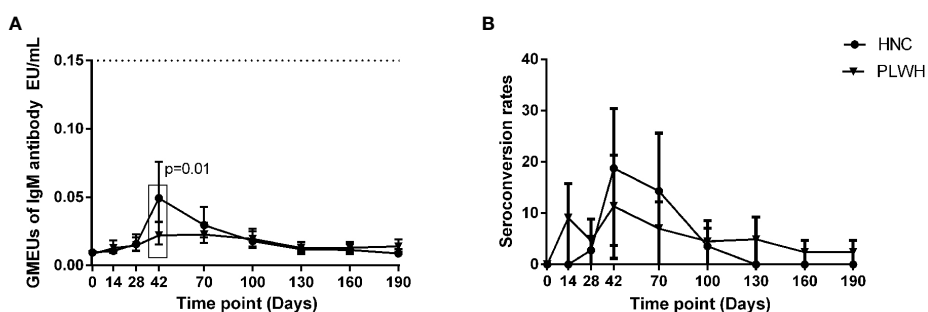 A
GMEUs of IgM antibody EU/mL
0.15
0.10
0.05
0.00
p=0.01
0 14 28 42 70 100 130 160 190
Time point (Days)
B
Seroconversion rates
40
30
20
10
0
0 14 28 42 70 100 130 160 190
Time point (Days)
HNC
PLWH